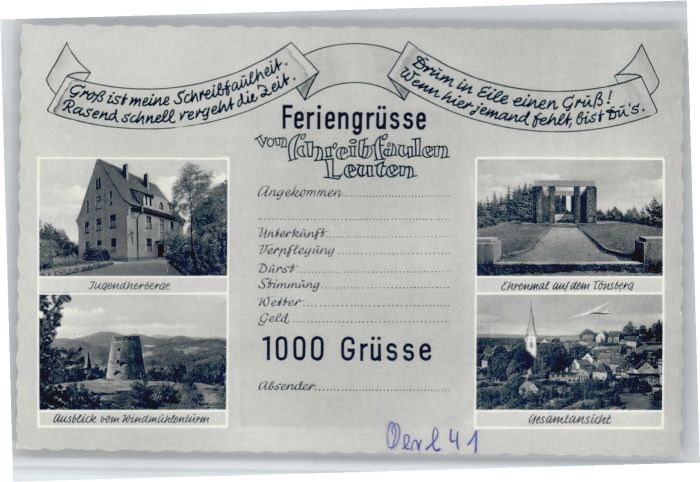 Groß ist meine Schreibfaulheit.
Rasend schnell vergeht die Zeit.
Drum in Eile einen Gruß!
Wenn hier jemand fehlt, bist Du's.
Feriengrüsse
von schreibfaulen
Leuten
Angekommen
Unterkunft
Verpflegung
Durst
Stimmung
Wetter
Geld
1000 Grüsse
Absender
Jugendherberge
Ausblick vom Windmühlenturm
Ehrenmal auf dem Tönsberg
Gesamtansicht
Oerl 41